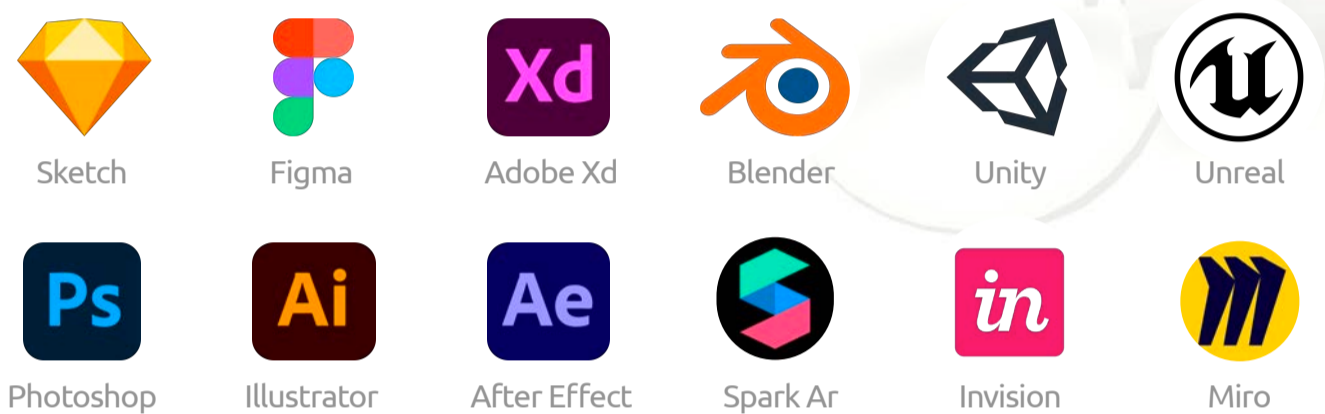 Xd
Sketch Figma Adobe Xd Blender Unity Unreal
Ps Ai Ae in
Photoshop Illustrator After Effect Spark Ar Invision Miro